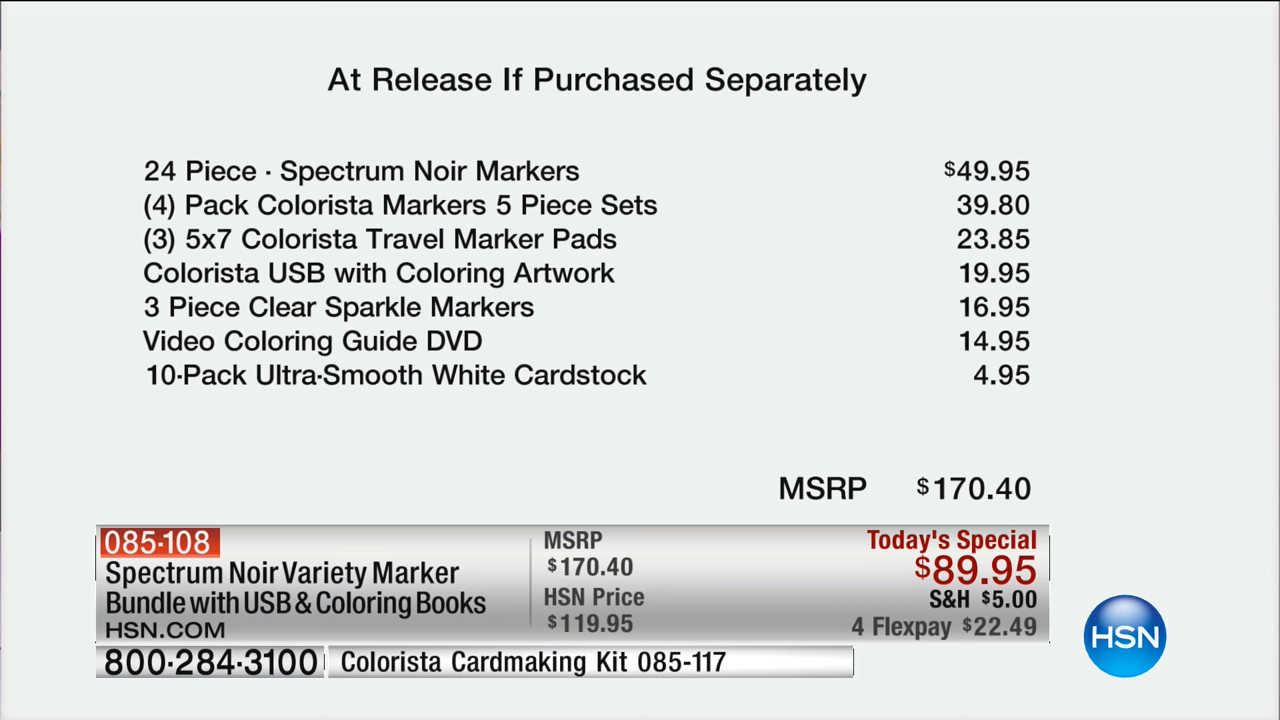 At Release If Purchased Separately
24 Piece · Spectrum Noir Markers $49.95
(4) Pack Colorista Markers 5 Piece Sets 39.80
(3) 5x7 Colorista Travel Marker Pads 23.85
Colorista USB with Coloring Artwork 19.95
3 Piece Clear Sparkle Markers 16.95
Video Coloring Guide DVD 14.95
10·Pack Ultra·Smooth White Cardstock 4.95
MSRP $170.40
085·108
Spectrum Noir Variety Marker
Bundle with USB & Coloring Books
HSN.COM
MSRP
$170.40
HSN Price
$119.95
Today's Special
$89.95
S&H $5.00
4 Flexpay $22.49
HSN
800·284·3100
Colorista Cardmaking Kit 085-117